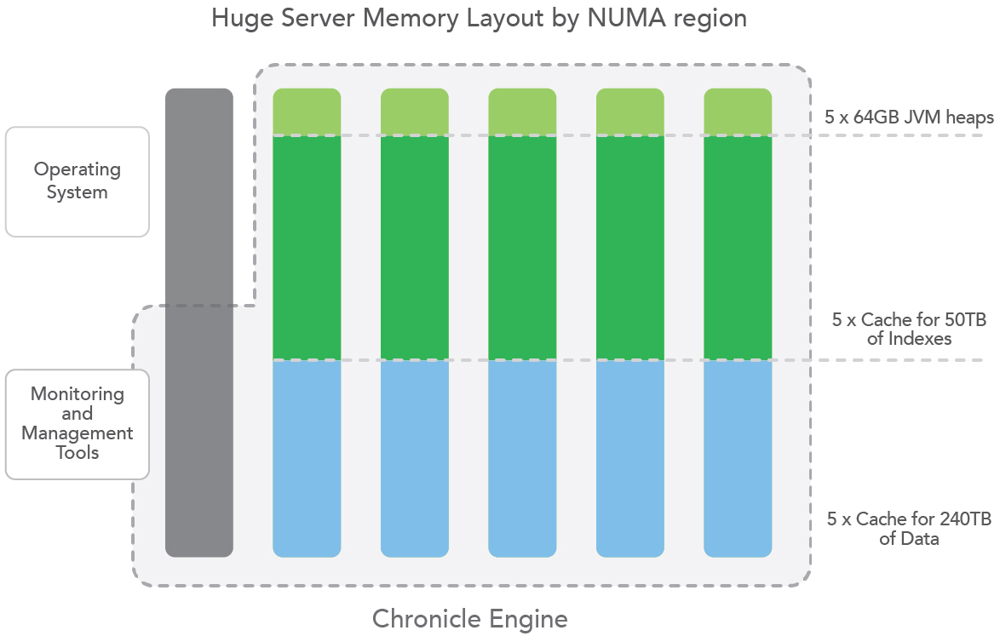 Huge Server Memory Layout by NUMA region
5 x 64GB JVM heaps
Operating
System
5 x Cache for 50TB
of Indexes
Monitoring
and
Management
Tools
5 x Cache for 240TB
of Data
Chronicle Engine